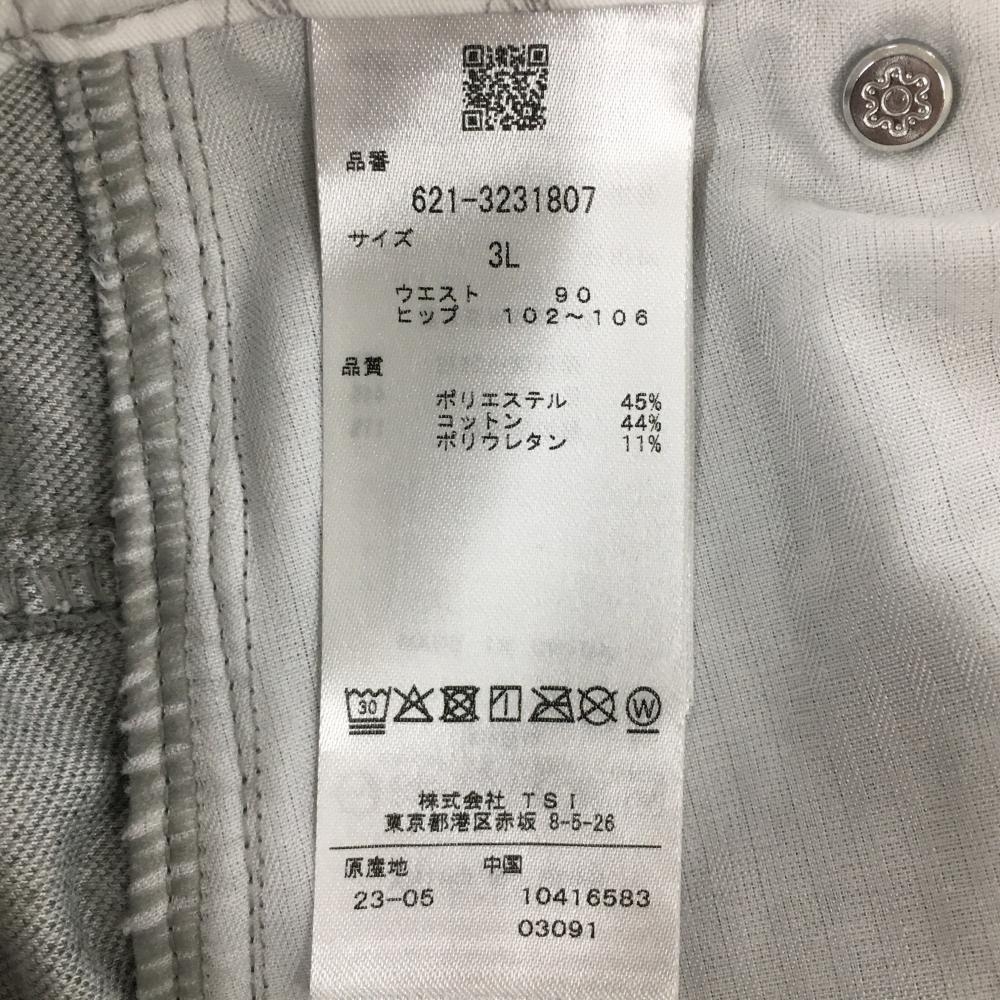 品番
621-3231807
サイズ
3L
ウエスト 90
ヒップ 102〜106
品質
ポリエステル 45%
コットン 44%
ポリウレタン 11%
30 W
株式会社 TSI
東京都港区赤坂 8-5-26
原産地 中国
23-05 10416583
03091